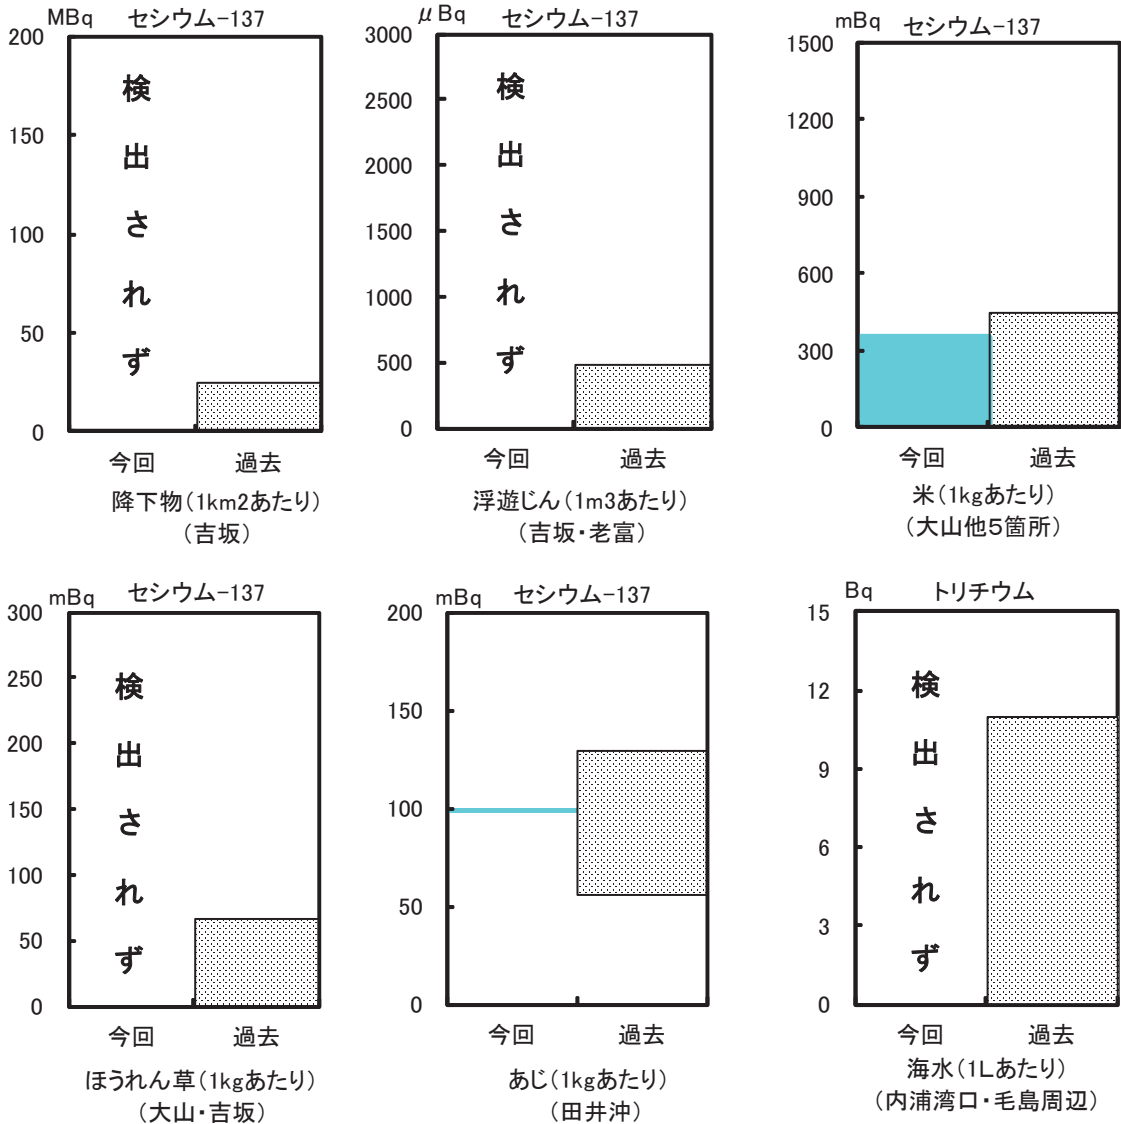 MBq セシウム-137
200
150
100
50
0
検出されず
今回 過去
降下物(1km2あたり)
(吉坂)
μBq セシウム-137
3000
2500
2000
1500
1000
500
0
検出されず
今回 過去
浮遊じん(1m3あたり)
(吉坂・老富)
mBq セシウム-137
1500
1200
900
600
300
0
今回 過去
米(1kgあたり)
(大山他5箇所)
mBq セシウム-137
300
250
200
150
100
50
0
検出されず
今回 過去
ほうれん草(1kgあたり)
(大山・吉坂)
mBq セシウム-137
200
150
100
50
0
今回 過去
あじ(1kgあたり)
(田井沖)
Bq トリチウム
15
12
9
6
3
0
検出されず
今回 過去
海水(1Lあたり)
(内浦湾口・毛島周辺)